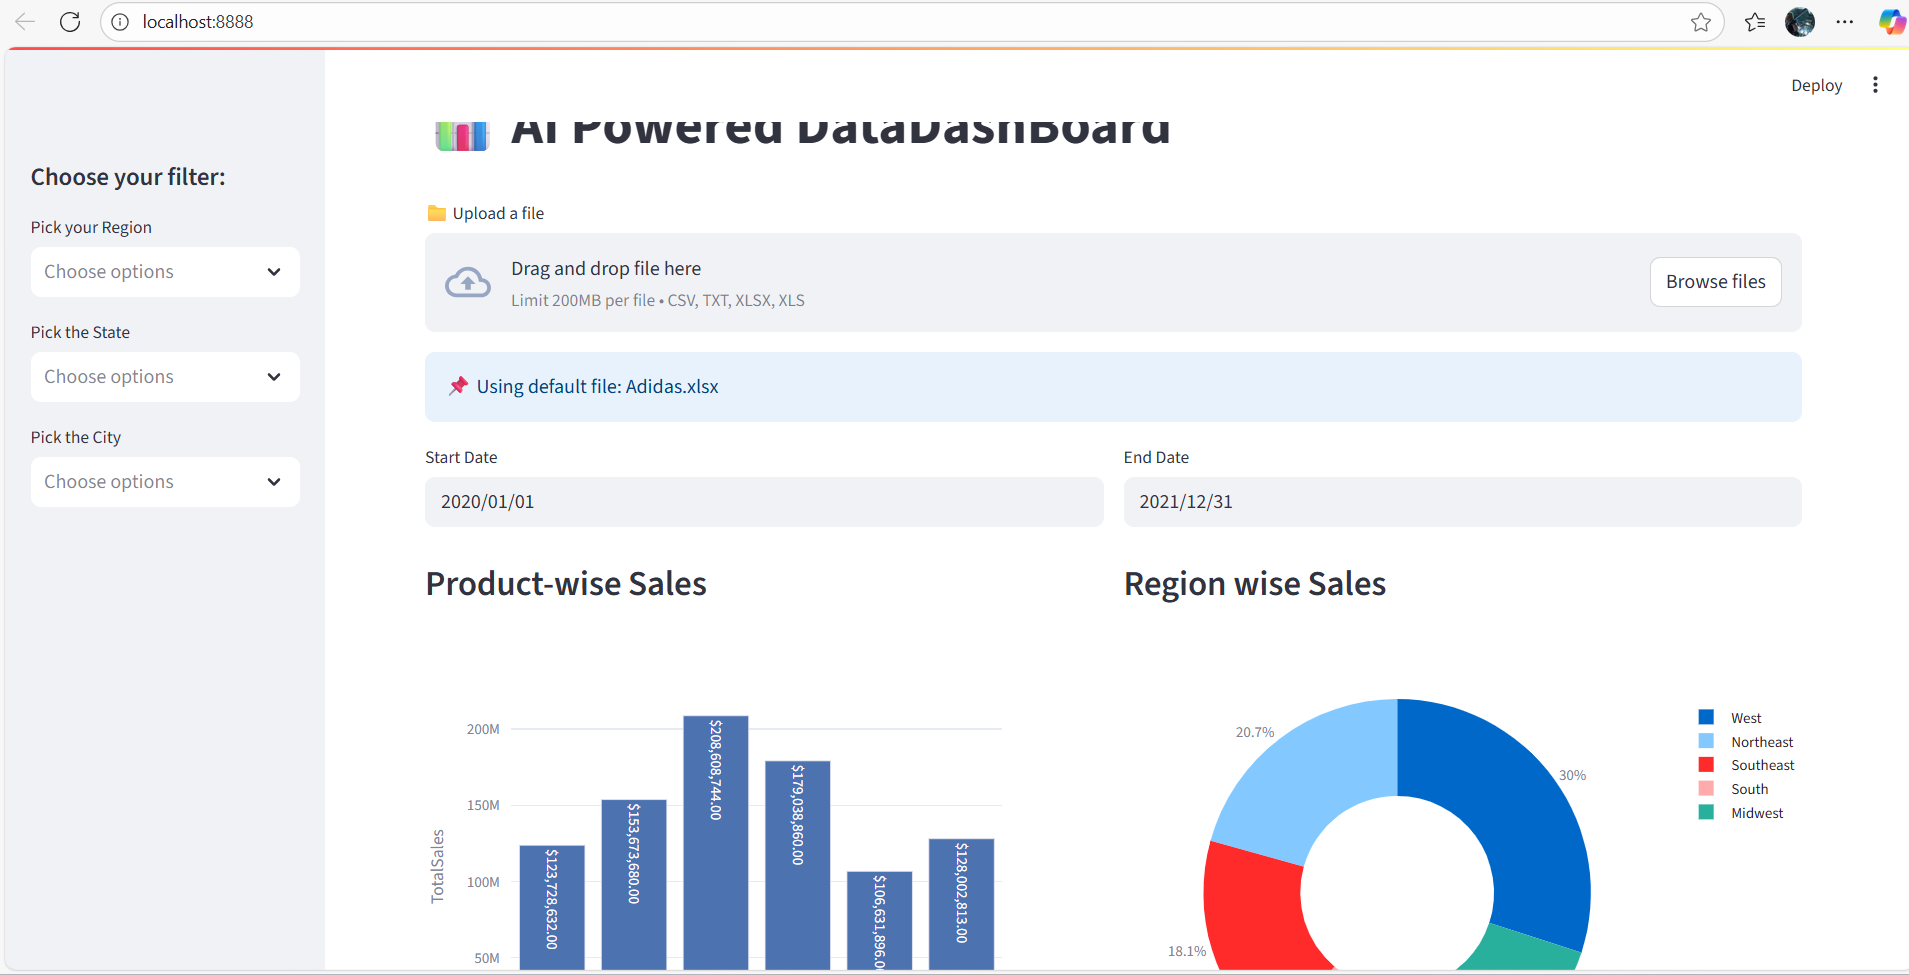 localhost:8888
Deploy
AI Powered DataDashBoard
Choose your filter:
Pick your Region
Choose options
Pick the State
Choose options
Pick the City
Choose options
Upload a file
Drag and drop file here
Limit 200MB per file • CSV, TXT, XLSX, XLS
Browse files
Using default file: Adidas.xlsx
Start Date
2020/01/01
End Date
2021/12/31
Product-wise Sales
TotalSales
200M
150M
100M
50M
$123,728,632.00
$153,673,680.00
$208,608,744.00
$179,038,860.00
$106,631,896.0
$128,002,813.00
Region wise Sales
20.7%
30%
18.1%
West
Northeast
Southeast
South
Midwest